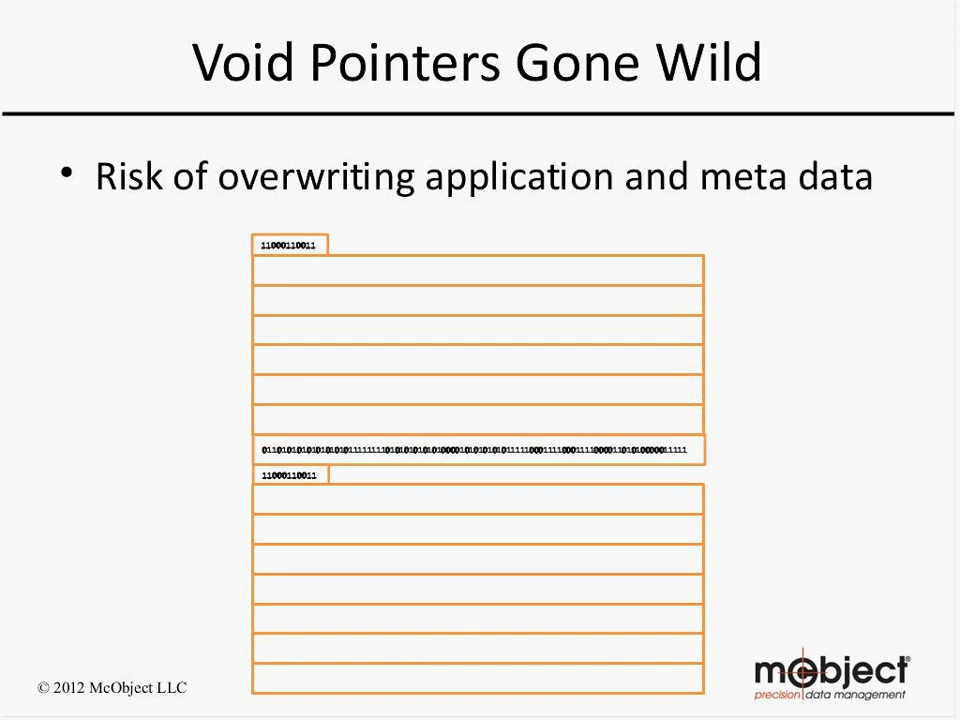 Void Pointers Gone Wild
• Risk of overwriting application and meta data
11000110011
11000110011
© 2012 McObject LLC
mcobject®
precision data management